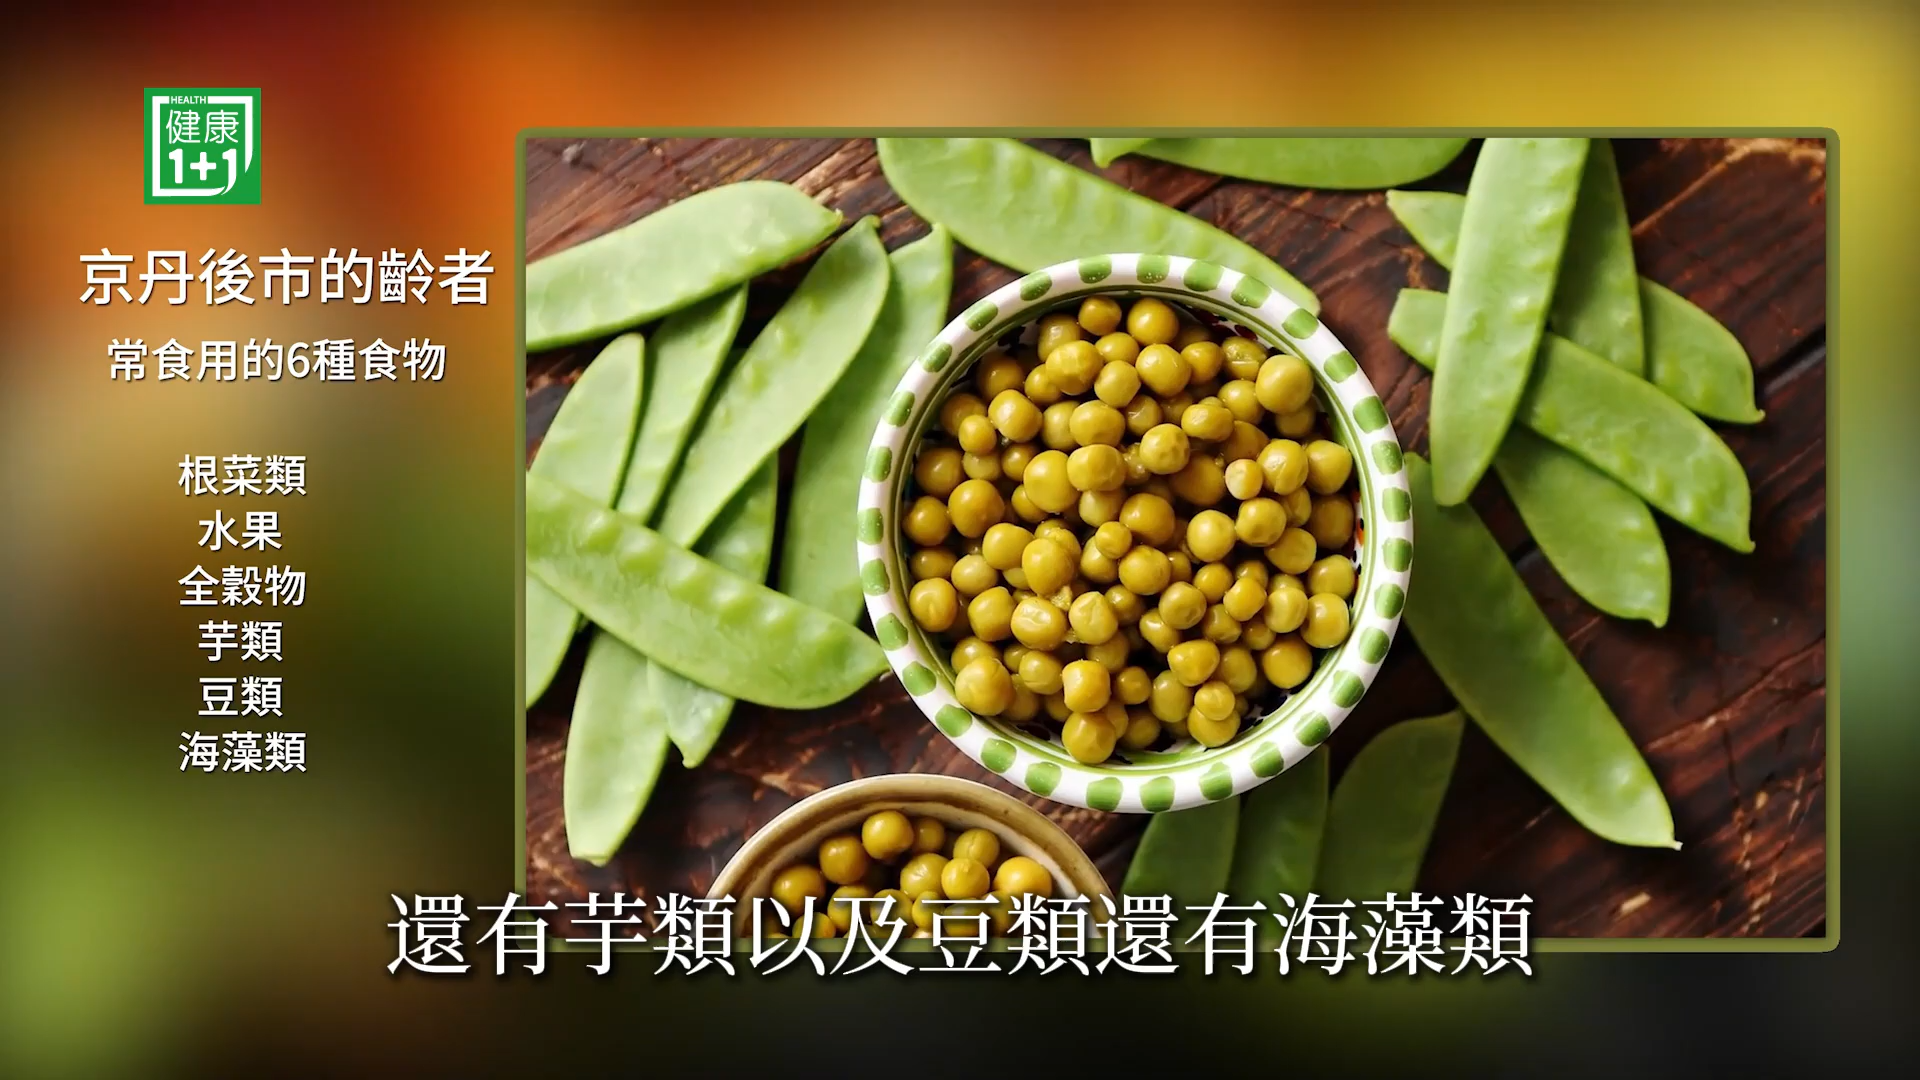 HEALTH
健康
1+1
京丹後市的齡者
常食用的6種食物
根菜類
水果
全穀物
芋類
豆類
海藻類
還有芋類以及豆類還有海藻類